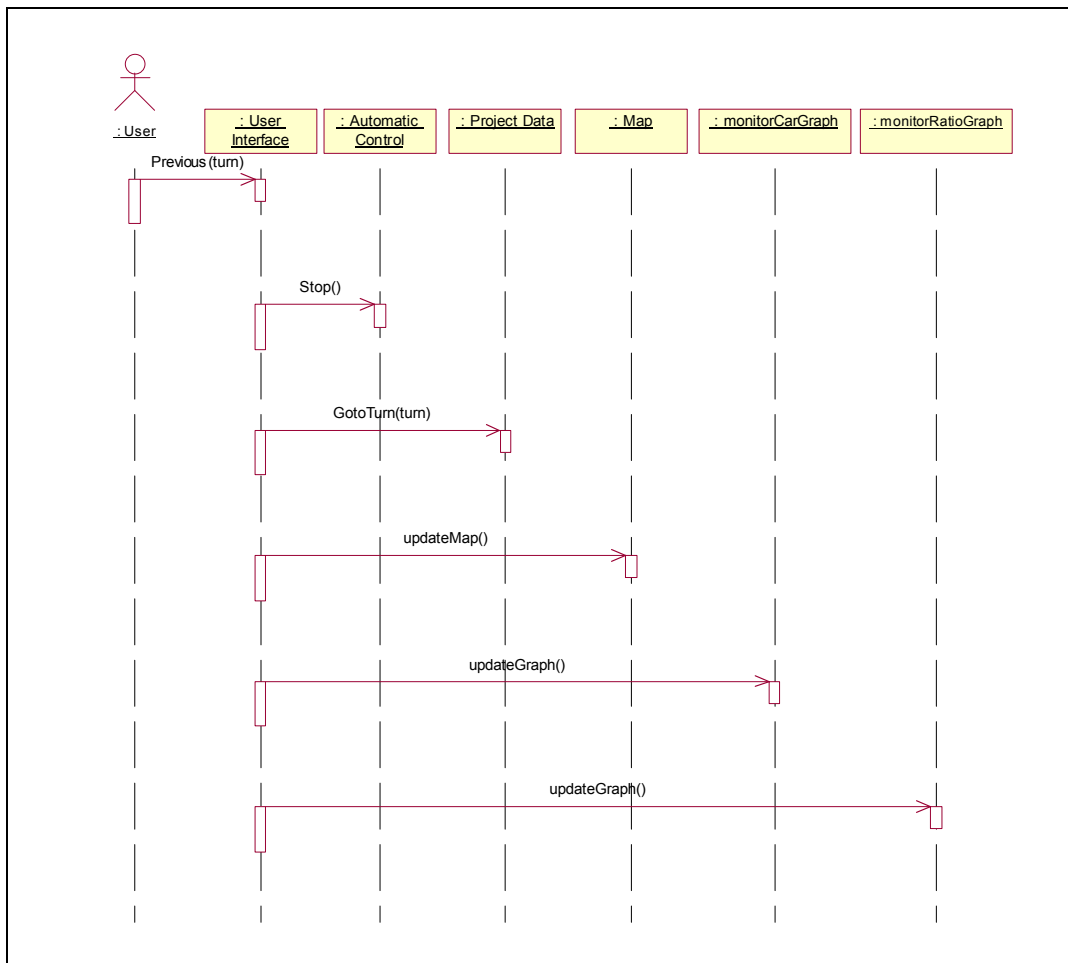 : User
: User
Interface
: Automatic
Control
: Project Data
: Map
: monitorCarGraph
: monitorRatioGraph
Previous (turn)
Stop()
GotoTurn(turn)
updateMap()
updateGraph()
updateGraph()